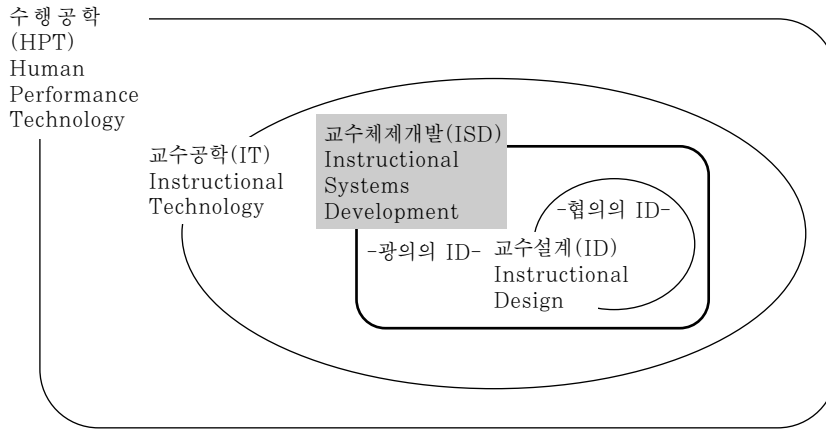 수행공학
(HPT)
Human
Performance
Technology
교수공학(IT)
Instructional
Technology
교수체제개발(ISD)
Instructional
Systems
Development
-광의의 ID-
-협의의 ID-
교수설계(ID)
Instructional
Design